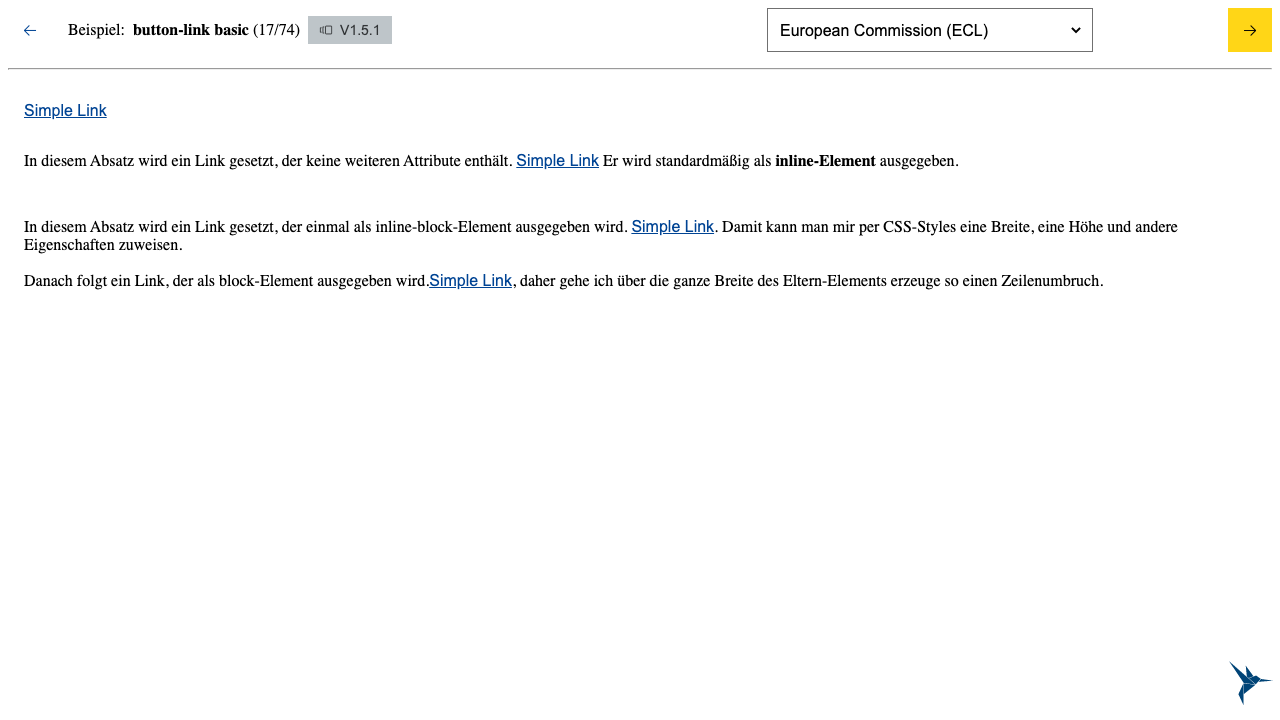 ← Beispiel: button-link basic (17/74) V1.5.1 European Commission (ECL) →
Simple Link
In diesem Absatz wird ein Link gesetzt, der keine weiteren Attribute enthält. Simple Link Er wird standardmäßig als inline-Element ausgegeben.
In diesem Absatz wird ein Link gesetzt, der einmal als inline-block-Element ausgegeben wird. Simple Link. Damit kann man mir per CSS-Styles eine Breite, eine Höhe und andere
Eigenschaften zuweisen.
Danach folgt ein Link, der als block-Element ausgegeben wird.Simple Link, daher gehe ich über die ganze Breite des Eltern-Elements erzeuge so einen Zeilenumbruch.